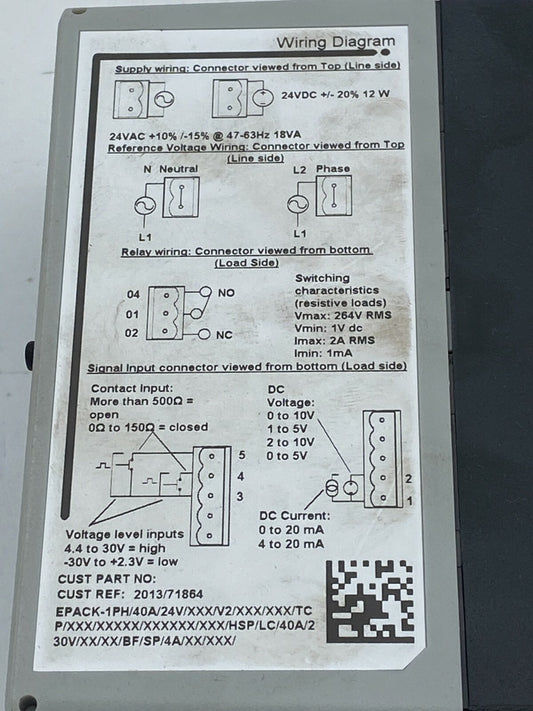 Wiring Diagram
Supply wiring: Connector viewed from Top (Line side)
24VDC +/- 20% 12 W
24VAC +10% /-15% @ 47-63Hz 18VA
Reference Voltage Wiring: Connector viewed from Top
(Line side)
N Neutral
L1
L2 Phase
L1
Relay wiring: Connector viewed from bottom
(Load Side)
04
01
02
NO
NC
Switching
characteristics
(resistive loads)
Vmax: 264V RMS
Vmin: 1V dc
Imax: 2A RMS
Imin: 1mA
Signal Input connector viewed from bottom (Load side)
Contact Input:
More than 500Ω =
open
0Ω to 150Ω = closed
5
4
3
Voltage level inputs
4.4 to 30V = high
-30V to +2.3V = low
DC
Voltage:
0 to 10V
1 to 5V
2 to 10V
0 to 5V
2
1
DC Current:
0 to 20 mA
4 to 20 mA
CUST PART NO:
CUST REF: 2013/71864
EPACK-1PH/40A/24V/XXX/V2/XXX/XXX/TC
P/XXX/XXXXX/XXXXXX/XXX/HSP/LC/40A/2
30V/XX/XX/BF/SP/4A/XX/XXX/